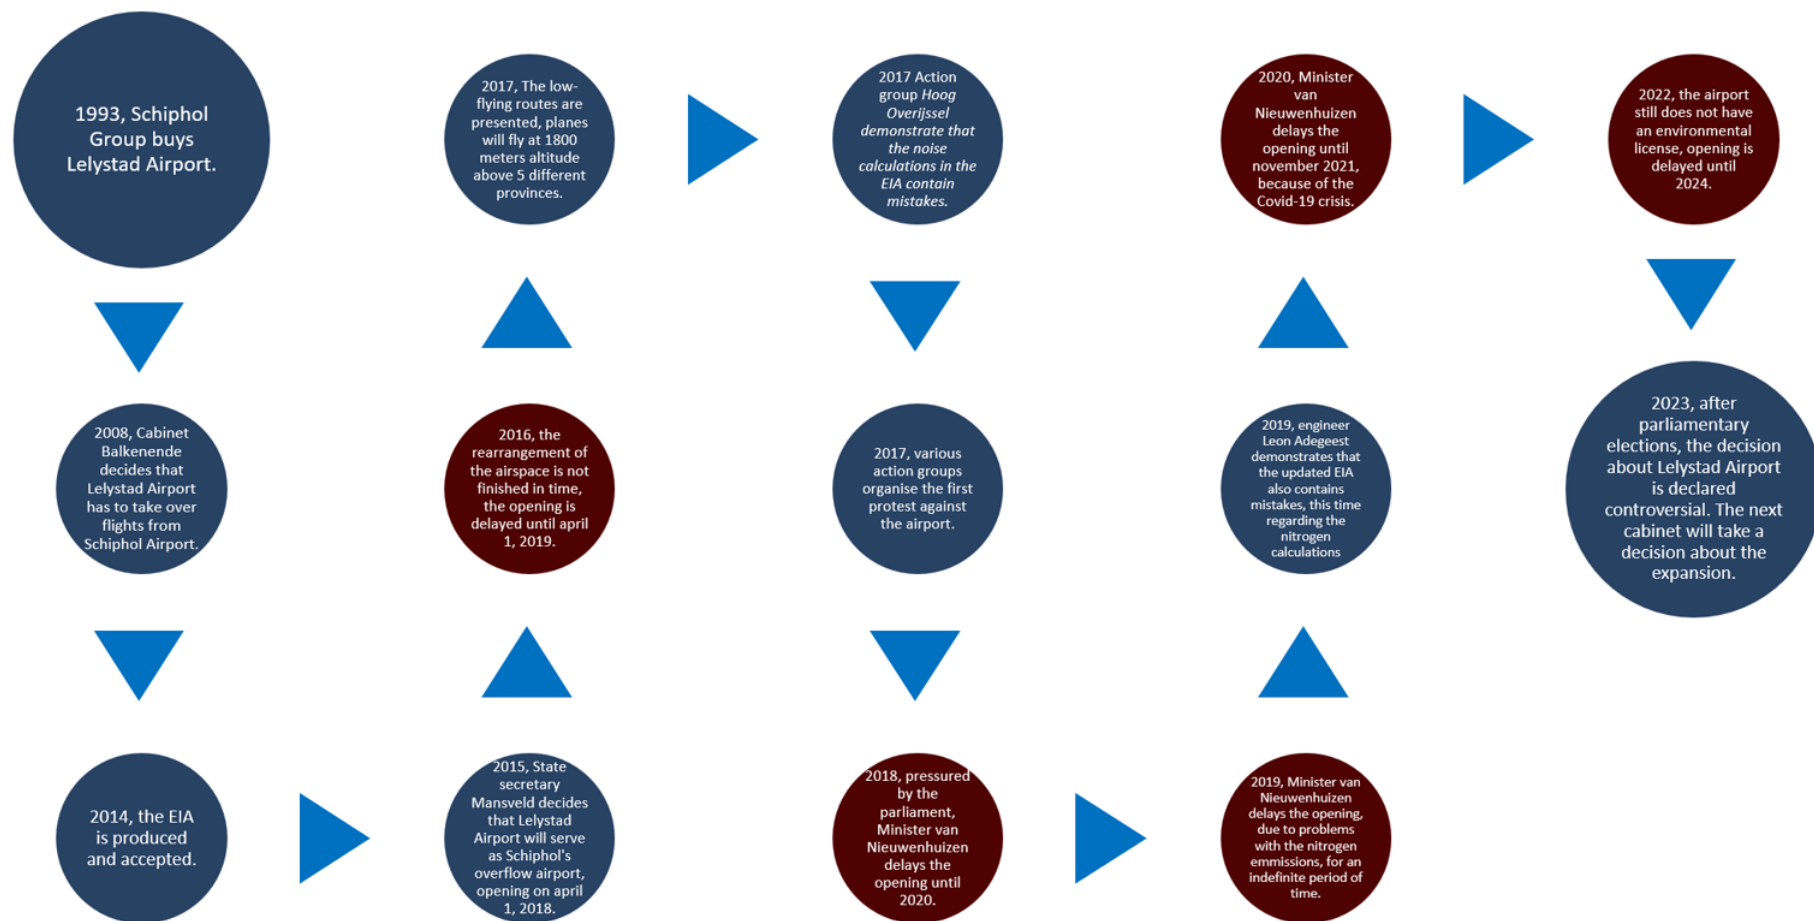 1993, Schiphol
Group buys
Lelystad Airport.
2008, Cabinet
Balkenende
decides that
Lelystad Airport
has to take over
flights from
Schiphol Airport.
2014, the EIA
is produced
and accepted.
2015, State
secretary
Mansveld decides
that Lelystad
Airport will serve
as Schiphol's
overflow airport,
opening on april
1, 2018.
2016, the
rearrangement of
the airspace is not
finished in time,
the opening is
delayed until april
1, 2019.
2017, The low-
flying routes are
presented, planes
will fly at 1800
meters altitude
above 5 different
provinces.
2017 Action
group Hoog
Overijssel
demonstrate that
the noise
calculations in the
EIA contain
mistakes.
2017, various
action groups
organise the first
protest against
the airport.
2018, pressured
by the
parliament,
Minister van
Nieuwenhuizen
delays the
opening until
2020.
2019, Minister van
Nieuwenhuizen
delays the opening,
due to problems
with the nitrogen
emmissions, for an
indefinite period of
time.
2019, engineer
Leon Adegeest
demonstrates that
the updated EIA
also contains
mistakes, this time
regarding the
nitrogen
calculations
2020, Minister
van
Nieuwenhuizen
delays the
opening until
november 2021,
because of the
Covid-19 crisis.
2022, the airport
still does not have
an environmental
license, opening is
delayed until
2024.
2023, after
parliamentary
elections, the decision
about Lelystad Airport
is declared
controversial. The next
cabinet will take a
decision about the
expansion.